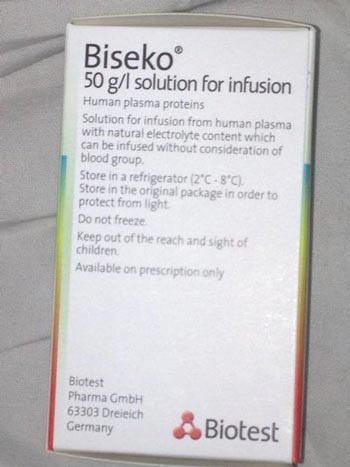 Biseko®
50 g/l solution for infusion
Human plasma proteins
Solution for infusion from human plasma
with natural electrolyte content which
can be infused without consideration of
blood group.
Store in a refrigerator (2°C - 8°C).
Store in the original package in order to
protect from light.
Do not freeze.
Keep out of the reach and sight of
children.
Available on prescription only
Biotest
Pharma GmbH
63303 Dreieich
Germany
Biotest